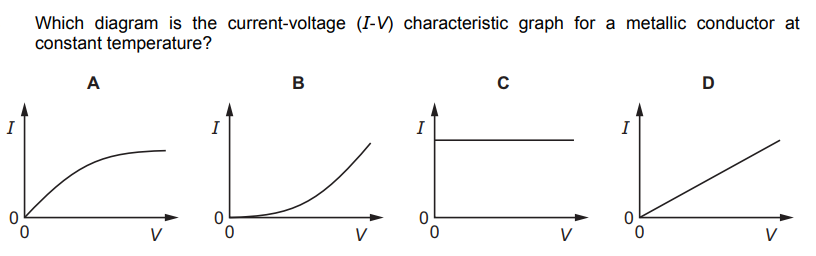 Which diagram is the current-voltage (I-V) characteristic graph for a metallic conductor at
constant temperature?
A B C D
I I I I
0 0 0 0
0 V 0 V 0 V 0 V